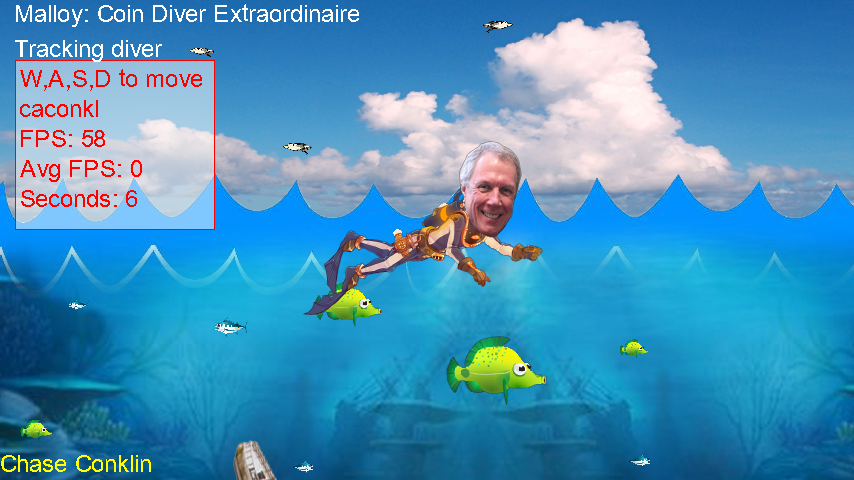 Malloy: Coin Diver Extraordinaire
Tracking diver
W,A,S,D to move
caconkl
FPS: 58
Avg FPS: 0
Seconds: 6
Chase Conklin